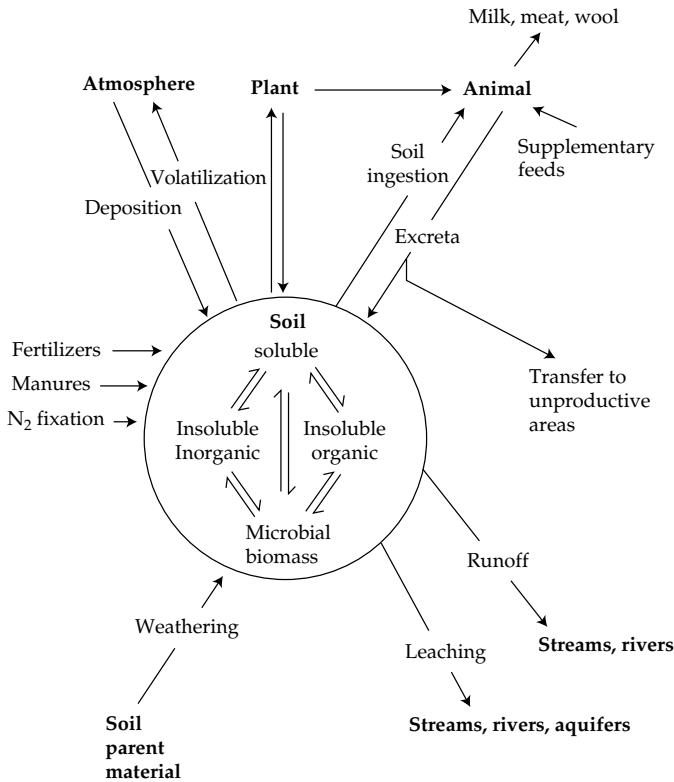 Milk, meat, wool
Atmosphere
Plant
Animal
Supplementary
feeds
Soil
ingestion
Volatilization
Deposition
Excreta
Soil
soluble
Fertilizers
Manures
N₂ fixation
Transfer to
unproductive
areas
Insoluble
Inorganic
Insoluble
organic
Microbial
biomass
Runoff
Weathering
Leaching
Streams, rivers
Soil
parent
material
Streams, rivers, aquifers